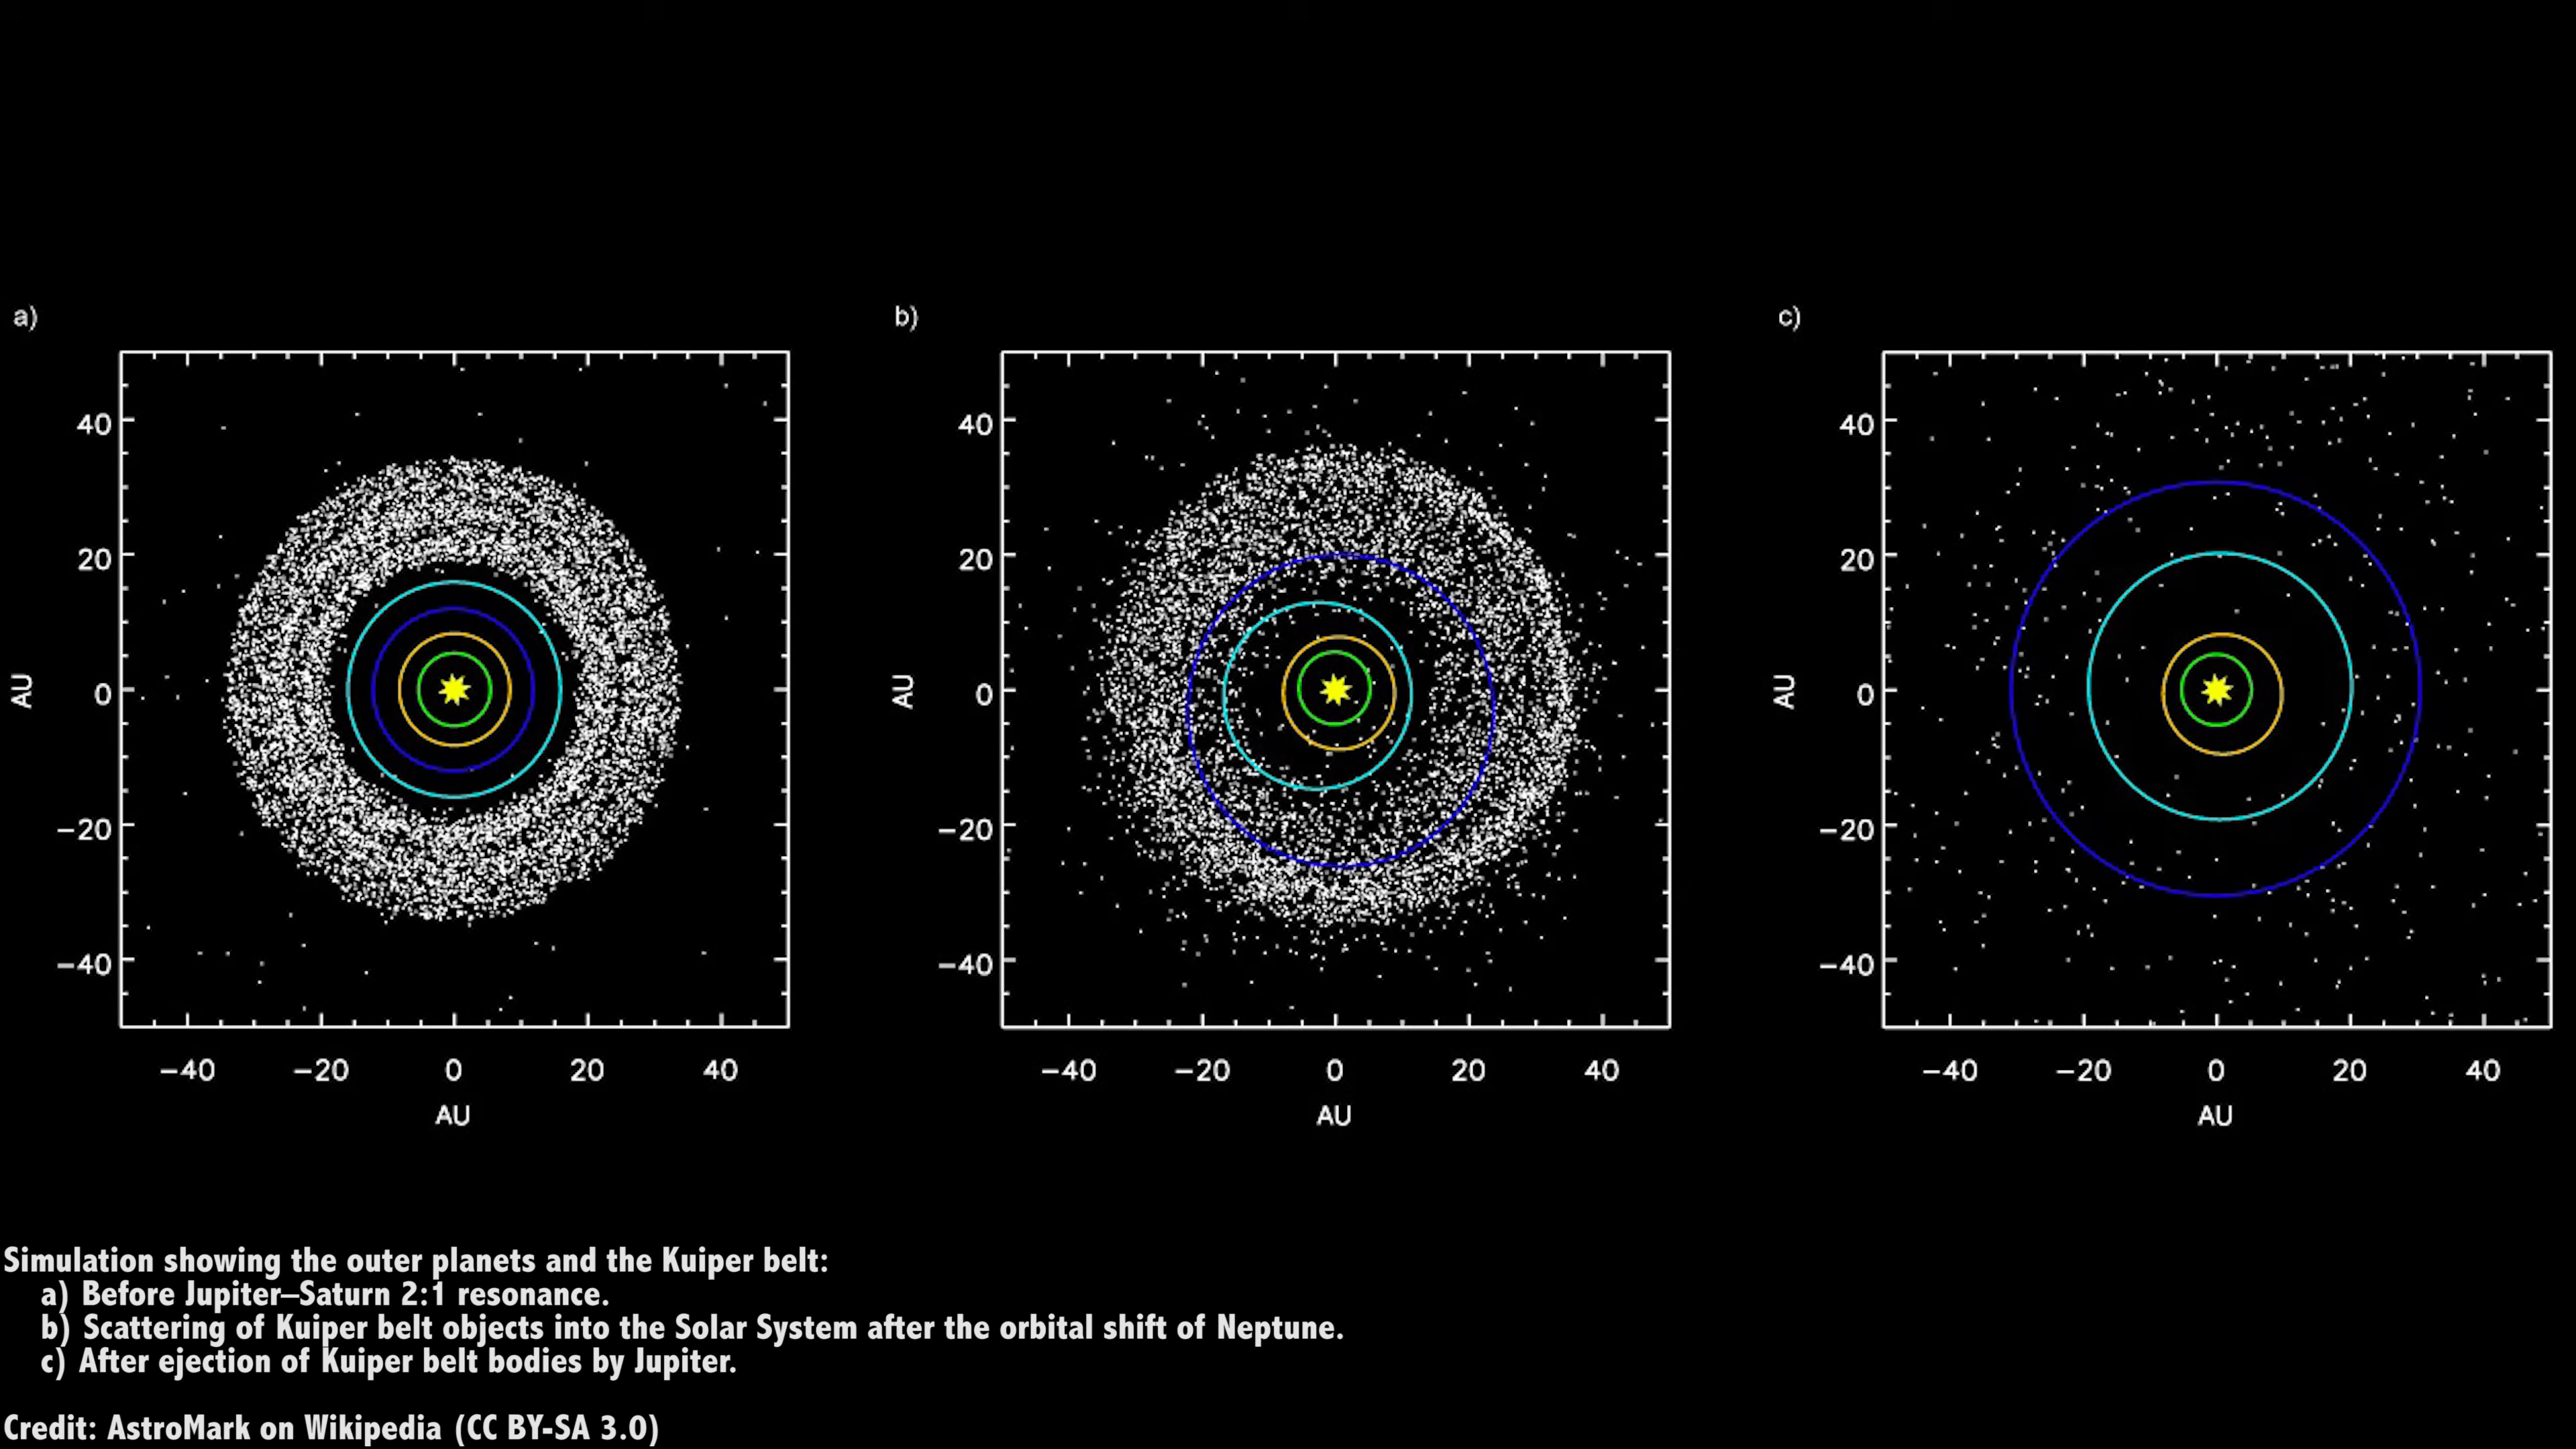 a)
b)
c)
40
20
0
−20
−40
AU
−40 −20 0 20 40
AU
40
20
0
−20
−40
AU
−40 −20 0 20 40
AU
40
20
0
−20
−40
AU
−40 −20 0 20 40
AU
Simulation showing the outer planets and the Kuiper belt:
a) Before Jupiter–Saturn 2:1 resonance.
b) Scattering of Kuiper belt objects into the Solar System after the orbital shift of Neptune.
c) After ejection of Kuiper belt bodies by Jupiter.
Credit: AstroMark on Wikipedia (CC BY-SA 3.0)